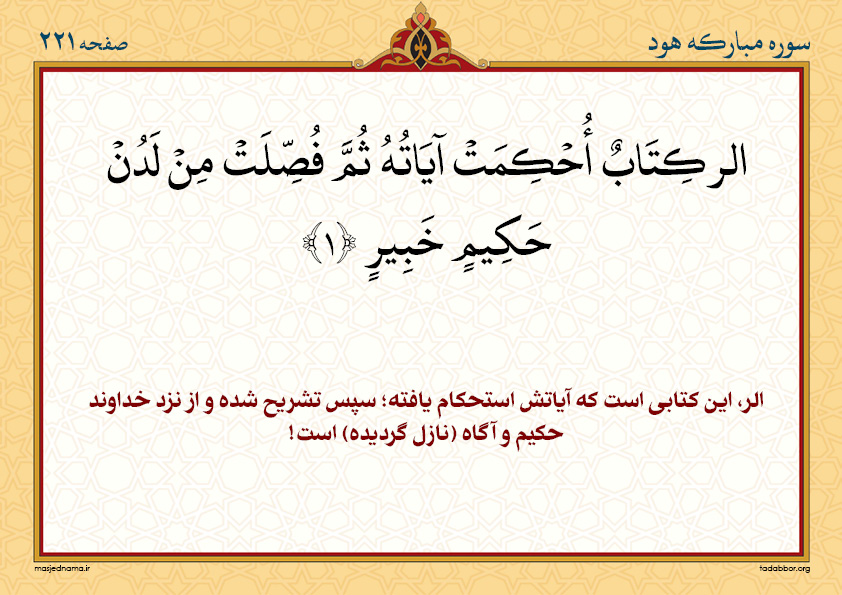 سوره مبارکه هود
صفحه ۲۲۱
الر كِتَابٌ أُحْكِمَتْ آيَاتُهُ ثُمَّ فُصِّلَتْ مِنْ لَدُنْ
حَكِيمٍ خَبِيرٍ ﴿۱﴾
الر، این کتابی است که آیاتش استحکام یافته؛ سپس تشریح شده و از نزد خداوند
حکیم و آگاه (نازل گردیده) است!
masjednama.ir
tadabbor.org